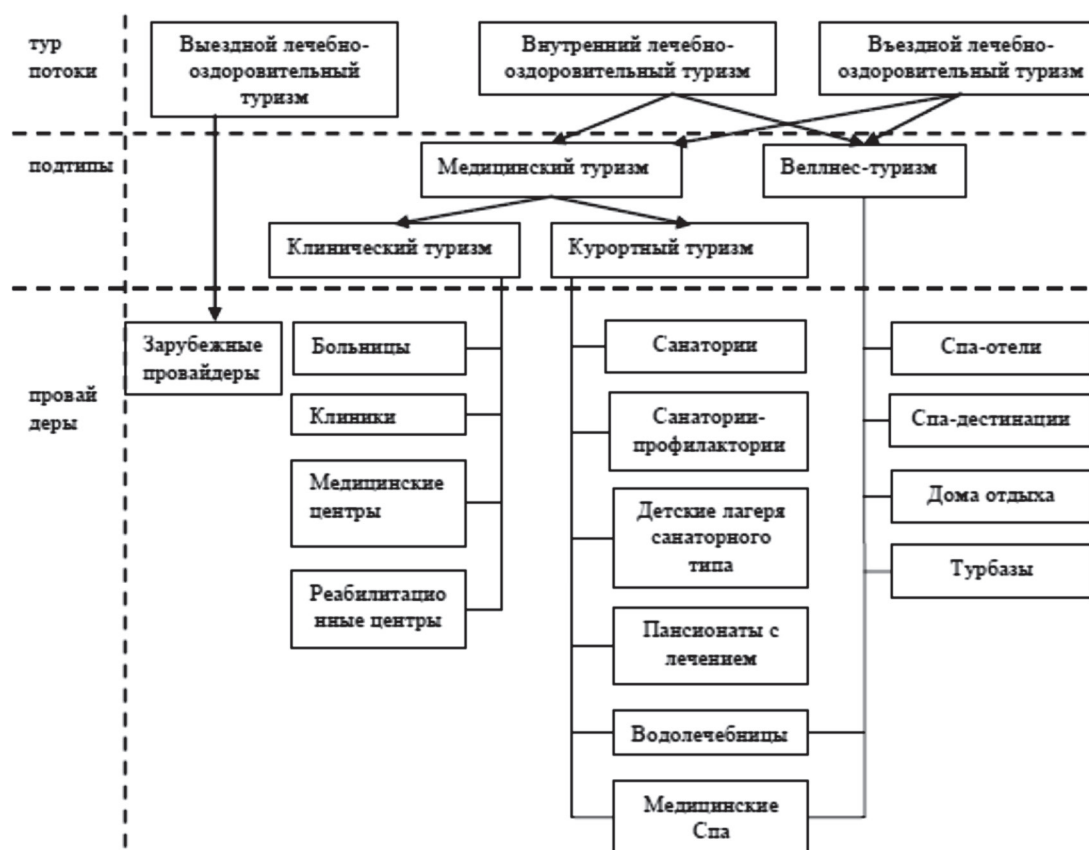 тур
потоки
Выездной лечебно-
оздоровительный
туризм
Внутренний лечебно-
оздоровительный
туризм
Въездной лечебно-
оздоровительный туризм
подтипы
Медицинский туризм
Веллнес-туризм
Клинический туризм
Курортный туризм
провай
деры
Зарубежные
провайдеры
Больницы
Клиники
Медицинские
центры
Реабилитацио
нные центры
Санатории
Санатории-
профилактории
Детские лагеря
санаторного
типа
Пансионаты с
лечением
Водолечебницы
Медицинские
Спа
Спа-отели
Спа-дестинации
Дома отдыха
Турбазы